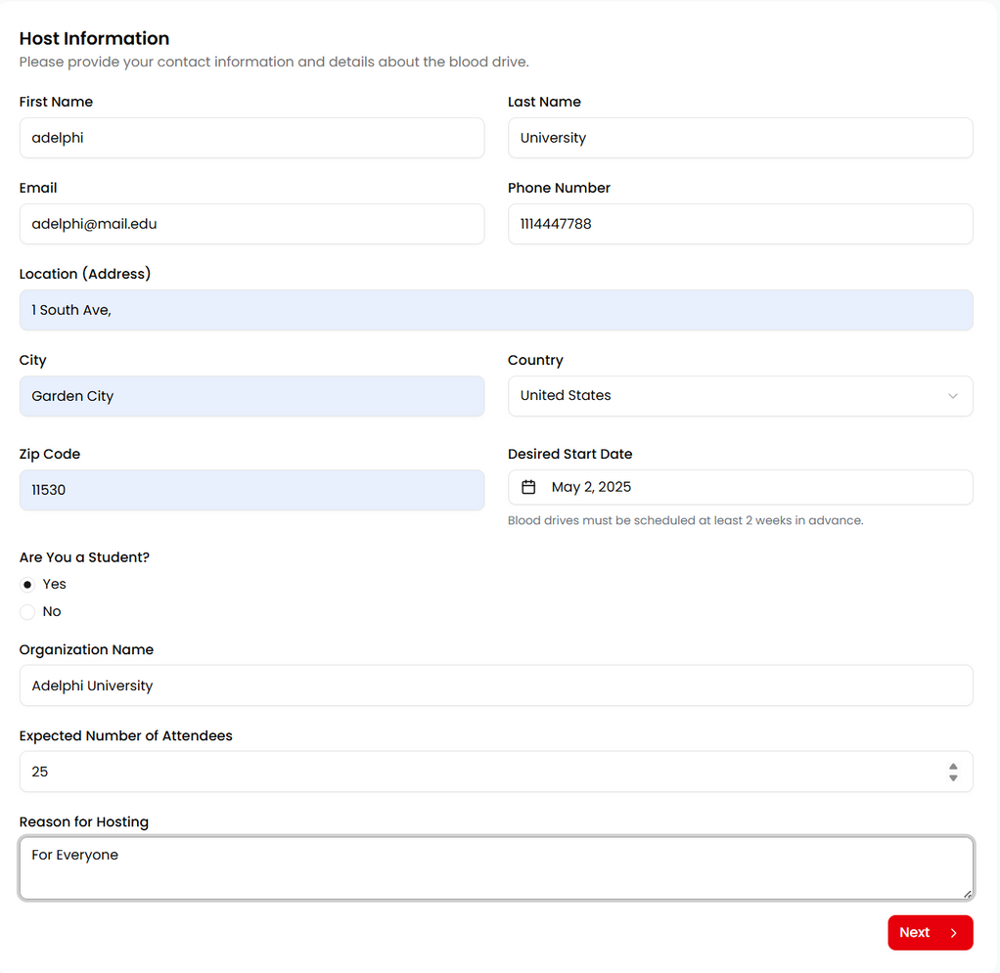 Host Information
Please provide your contact information and details about the blood drive.
First Name
Last Name
adelphi
University
Email
Phone Number
adelphi@mail.edu
1114447788
Location (Address)
1 South Ave,
City
Country
Garden City
United States
Zip Code
Desired Start Date
11530
May 2, 2025
Blood drives must be scheduled at least 2 weeks in advance.
Are You a Student?
Yes
No
Organization Name
Adelphi University
Expected Number of Attendees
25
Reason for Hosting
For Everyone
Next